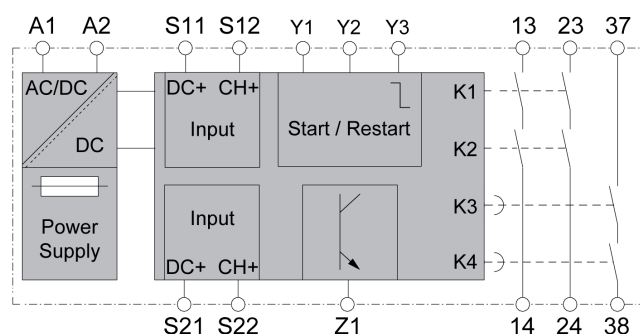 A1 A2 S11 S12 Y1 Y2 Y3 13 23 37
AC/DC DC+ CH+ K1
Input Start / Restart
DC K2
K3
Input
Power
Supply
DC+ CH+ K4
S21 S22 Z1 14 24 38